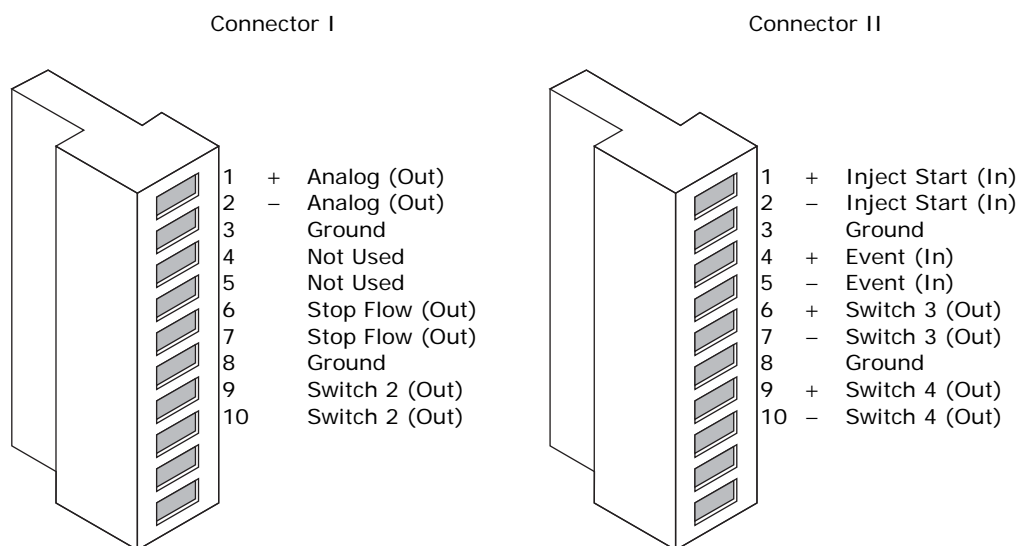 Connector I
1 + Analog (Out)
2 – Analog (Out)
3 Ground
4 Not Used
5 Not Used
6 Stop Flow (Out)
7 Stop Flow (Out)
8 Ground
9 Switch 2 (Out)
10 Switch 2 (Out)
Connector II
1 + Inject Start (In)
2 – Inject Start (In)
3 Ground
4 + Event (In)
5 – Event (In)
6 + Switch 3 (Out)
7 – Switch 3 (Out)
8 Ground
9 + Switch 4 (Out)
10 – Switch 4 (Out)